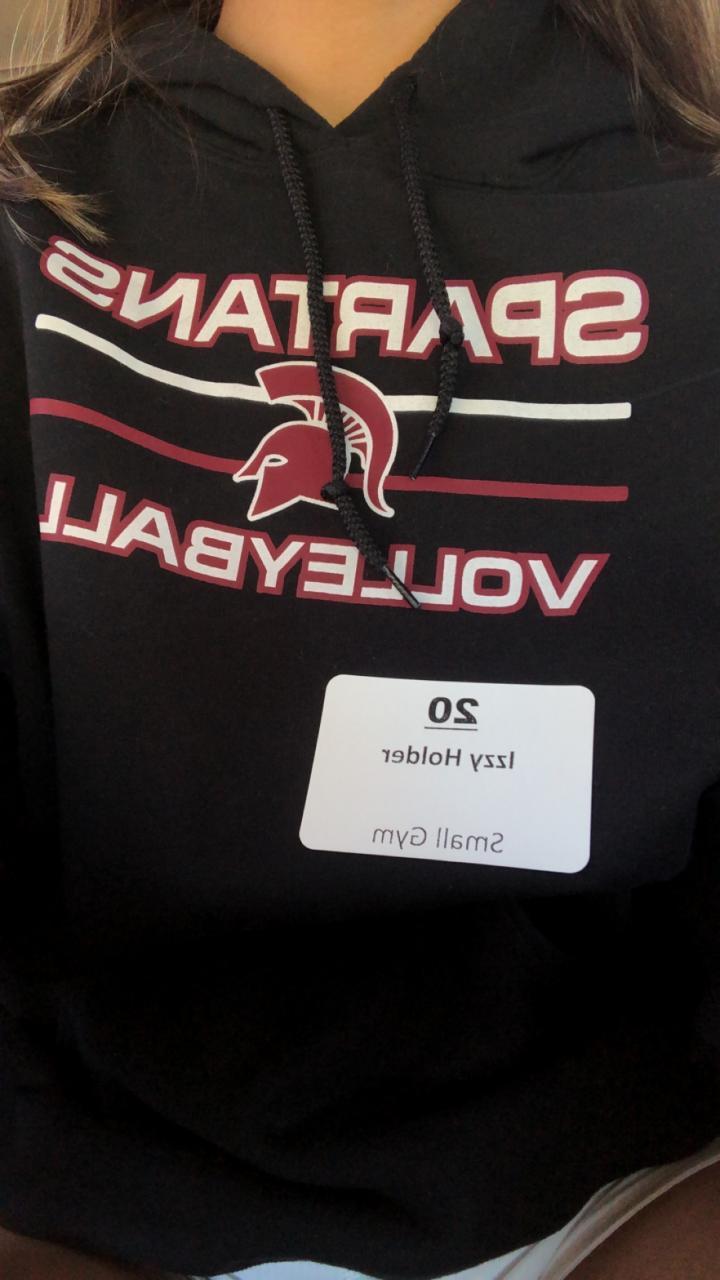 SPARTANS
VOLLEYBALL
20
Izzy Holder
Small Gym